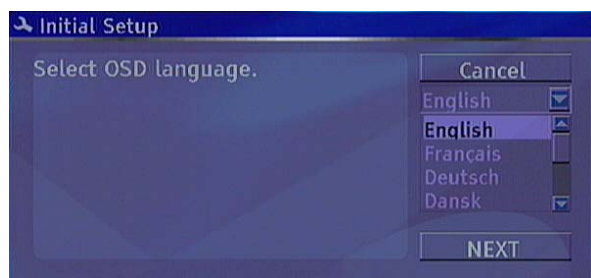 Initial Setup
Select OSD language.
Cancel
English
English
Français
Deutsch
Dansk
NEXT